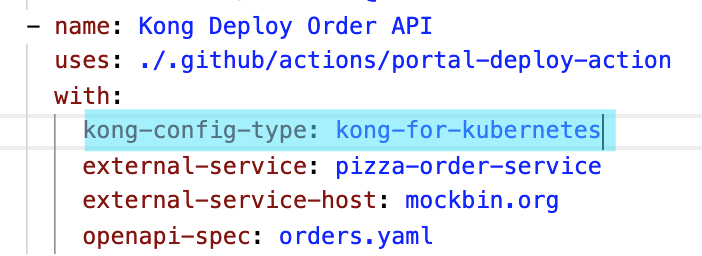 - name: Kong Deploy Order API
uses: ./.github/actions/portal-deploy-action
with:
kong-config-type: kong-for-kubernetes
external-service: pizza-order-service
external-service-host: mockbin.org
openapi-spec: orders.yaml